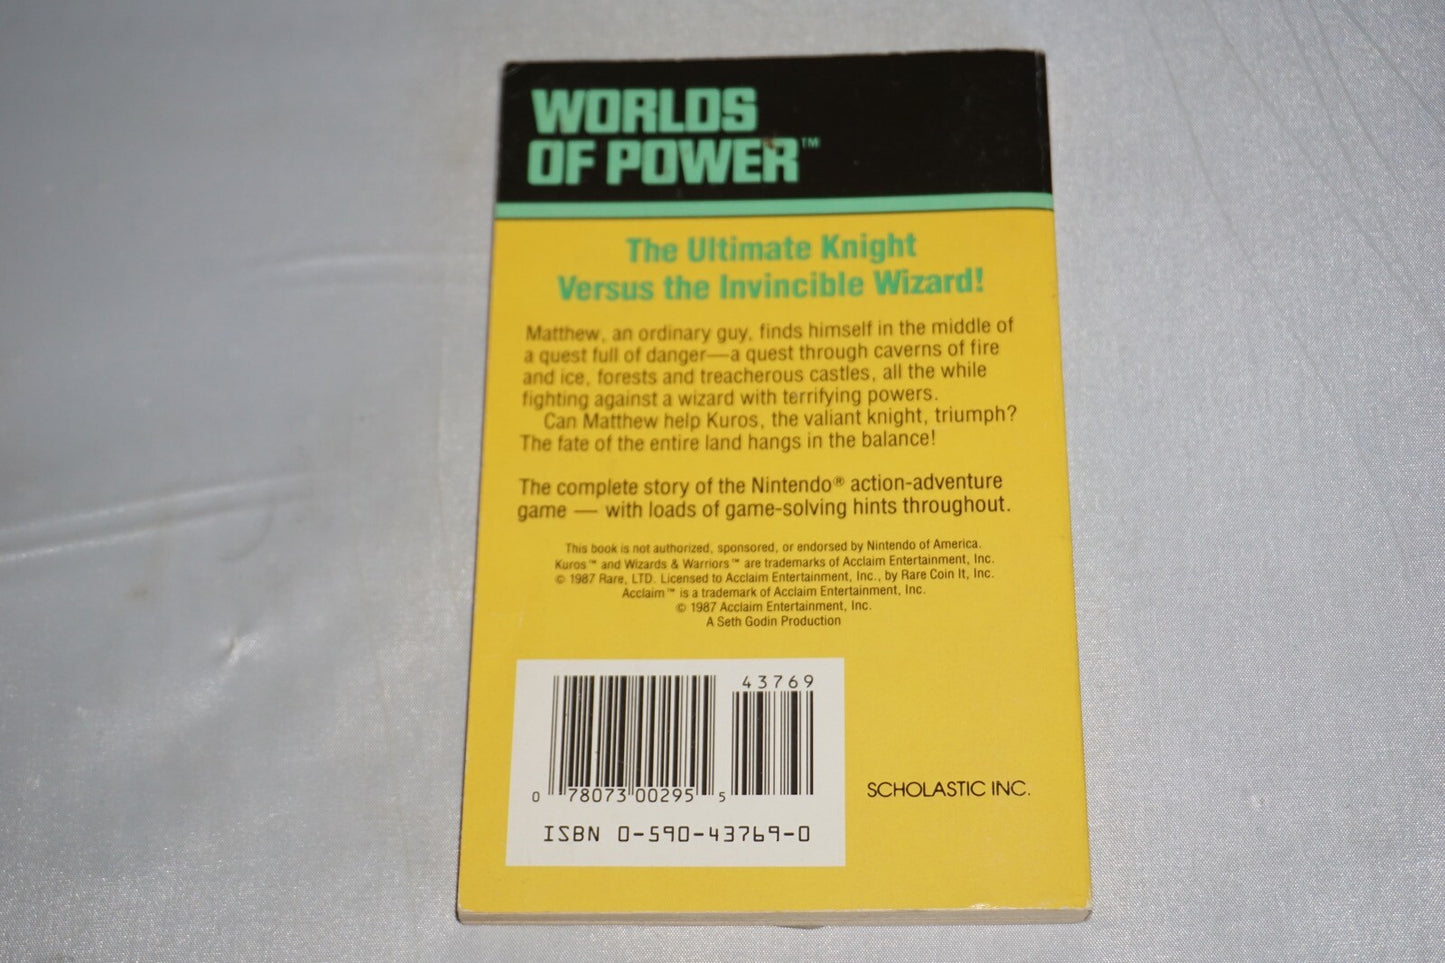 WORLDS
OF POWER™
The Ultimate Knight
Versus the Invincible Wizard!
Matthew, an ordinary guy, finds himself in the middle of
a quest full of danger—a quest through caverns of fire
and ice, forests and treacherous castles, all the while
fighting against a wizard with terrifying powers.
Can Matthew help Kuros, the valiant knight, triumph?
The fate of the entire land hangs in the balance!
The complete story of the Nintendo® action-adventure
game — with loads of game-solving hints throughout.
This book is not authorized, sponsored, or endorsed by Nintendo of America.
Kuros™ and Wizards & Warriors™ are trademarks of Acclaim Entertainment, Inc.
© 1987 Rare, LTD. Licensed to Acclaim Entertainment, Inc., by Rare Coin It, Inc.
Acclaim™ is a trademark of Acclaim Entertainment, Inc.
© 1987 Acclaim Entertainment, Inc.
A Seth Godin Production
43769
0 78073 00295 5
ISBN 0-590-43769-0
SCHOLASTIC INC.